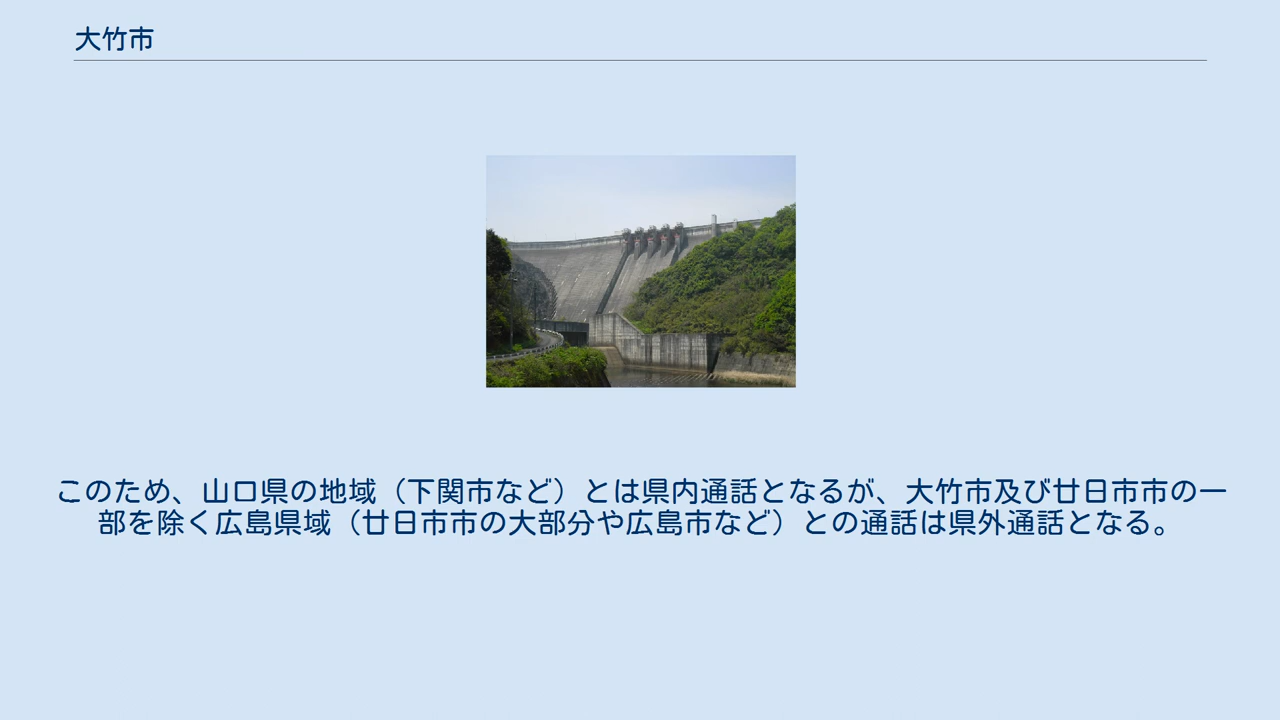 大竹市
このため、山口県の地域（下関市など）とは県内通話となるが、大竹市及び廿日市市の一
部を除く広島県域（廿日市市の大部分や広島市など）との通話は県外通話となる。